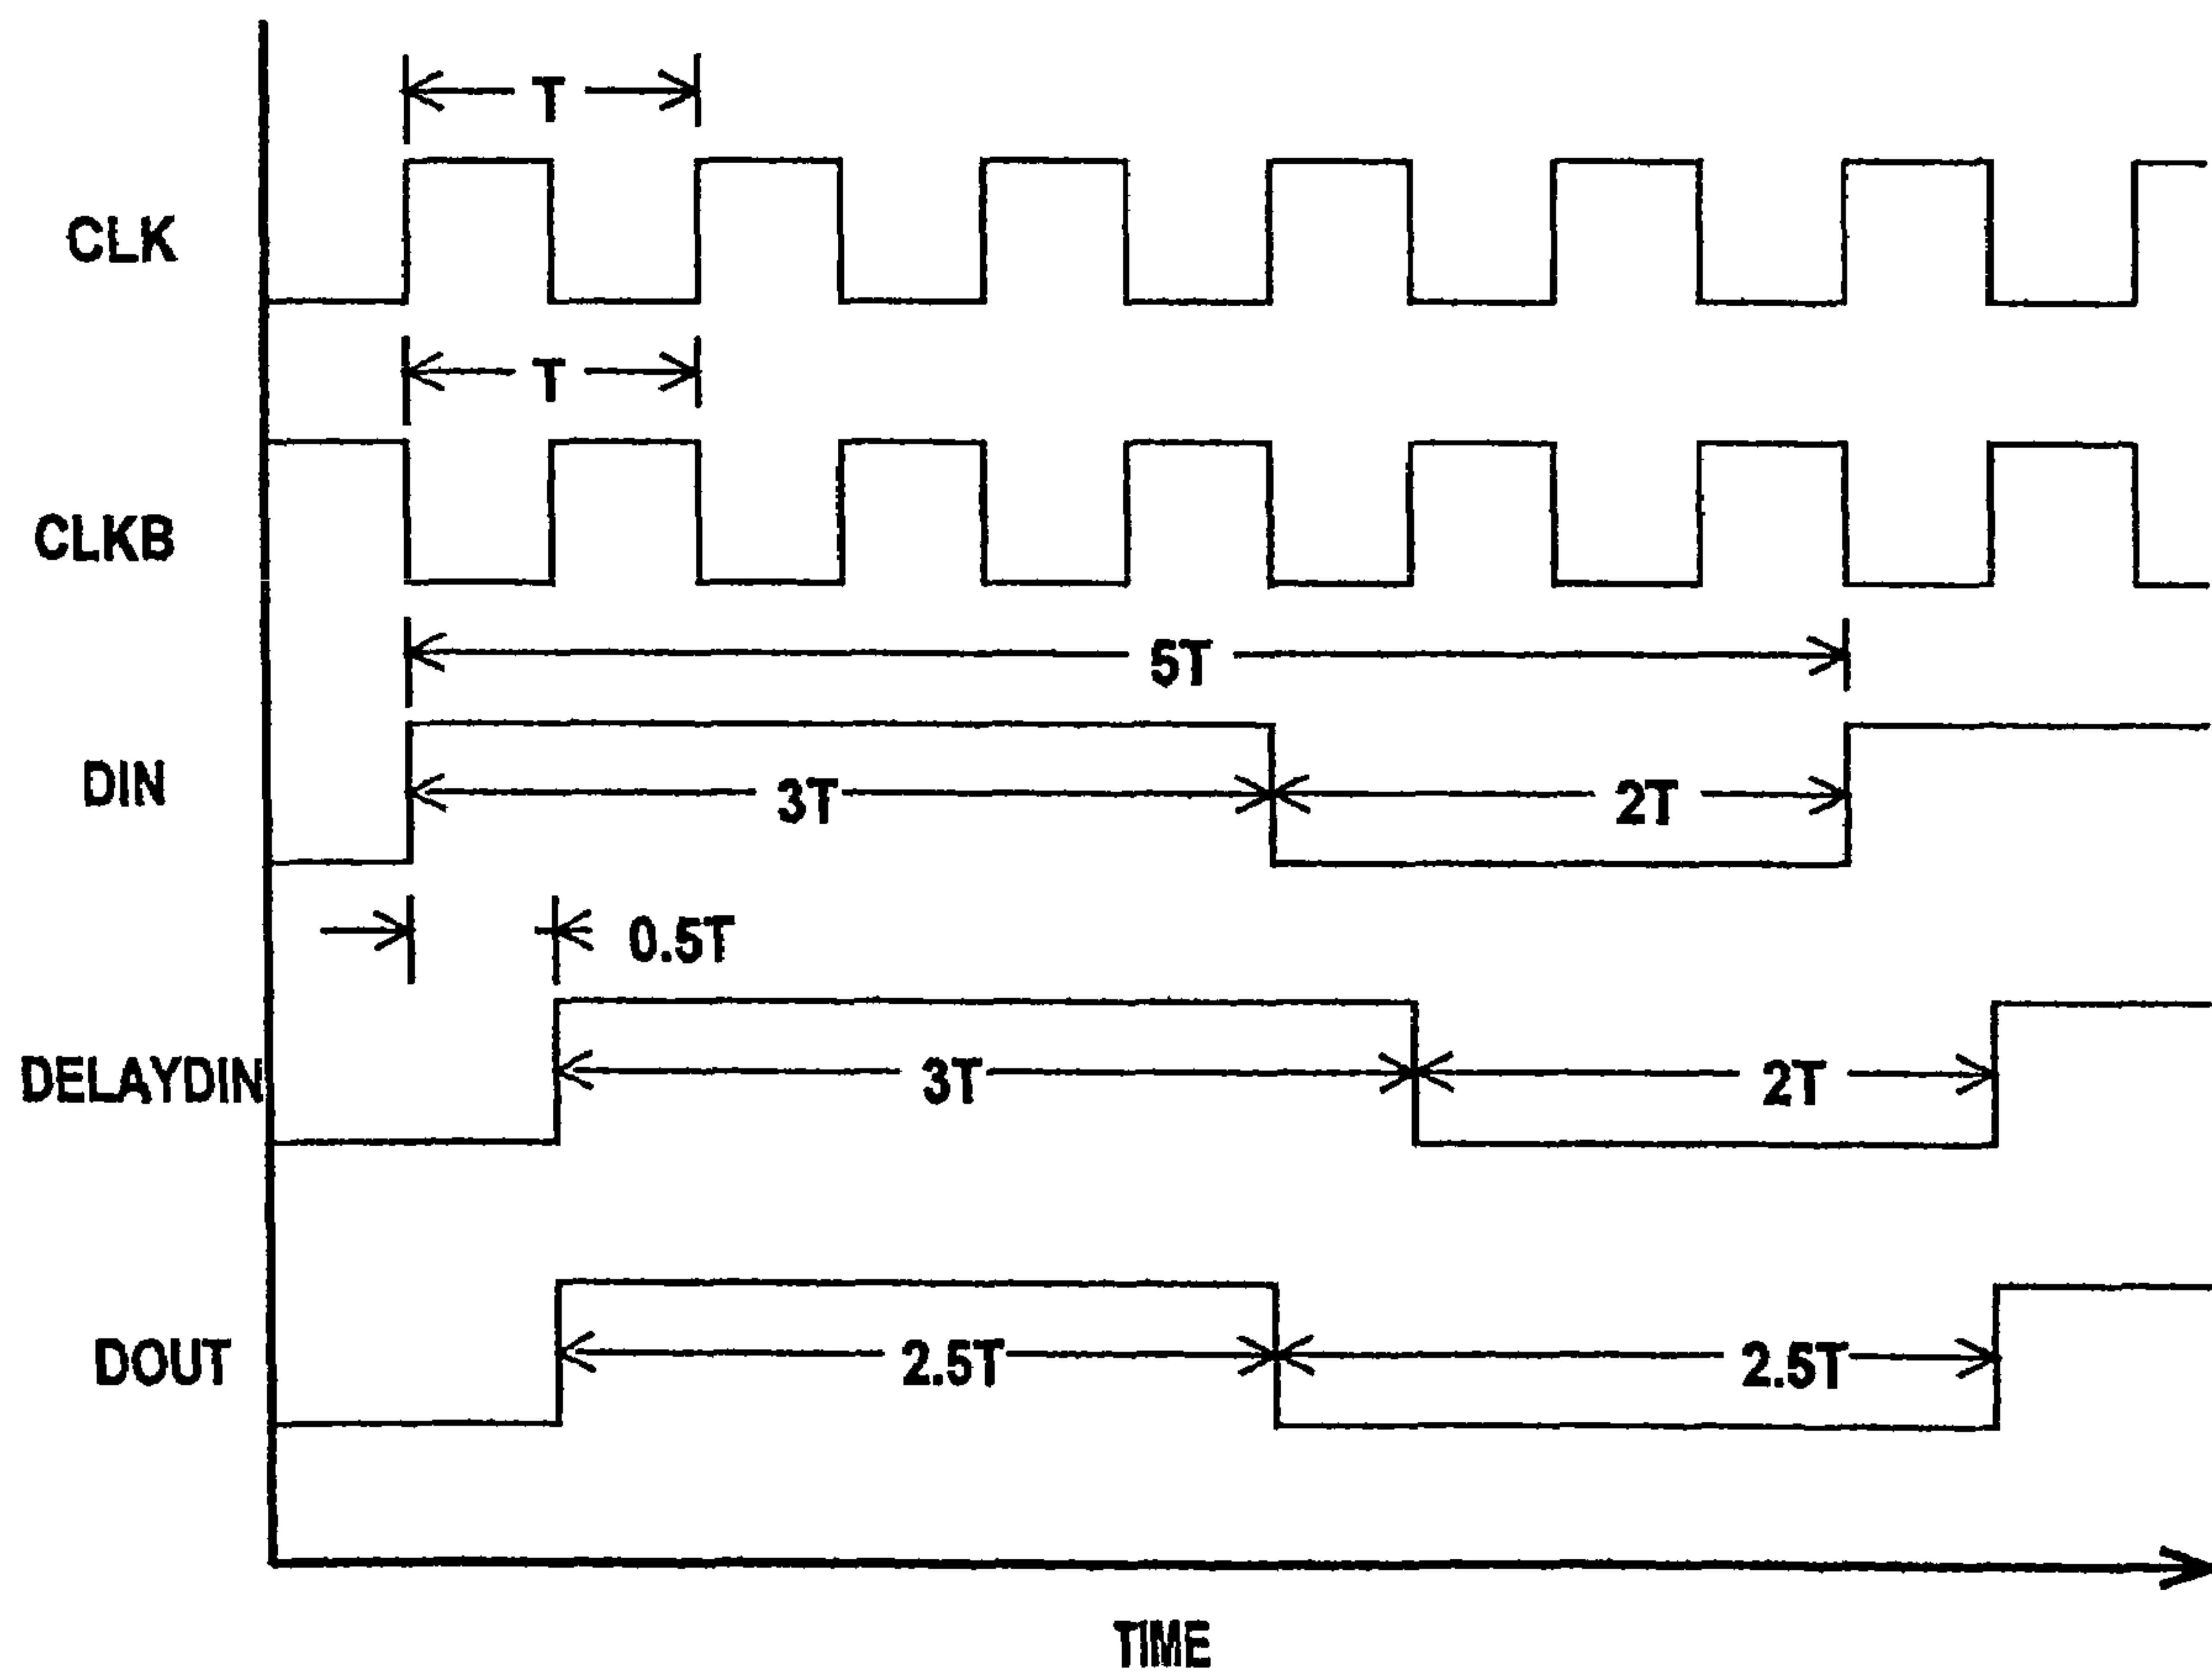 T
CLK
T
CLKB
5T
DIN
3T 2T
0.5T
DELAYDIN
3T 2T
DOUT
2.5T 2.5T
TIME